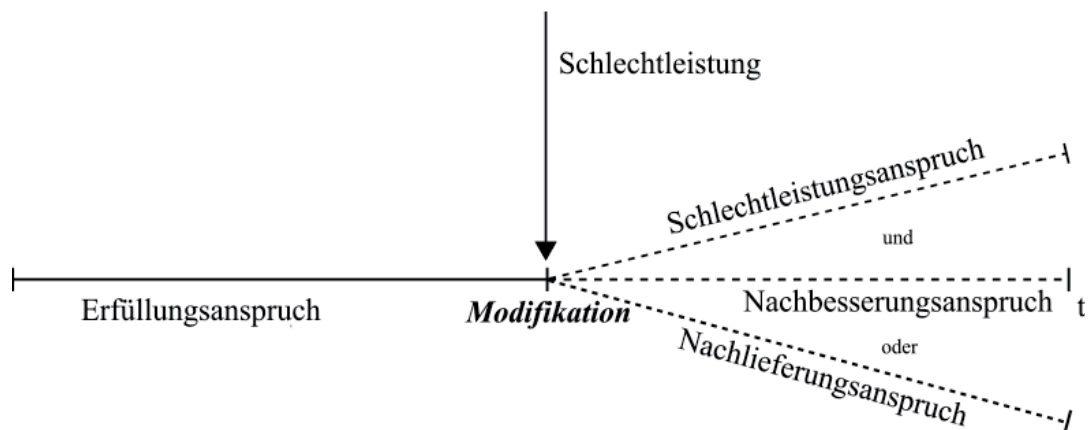 Schlechtleistung
Schlechtleistungsanspruch
und
Erfüllungsanspruch
Modifikation
Nachbesserungsanspruch
t
oder
Nachlieferungsanspruch